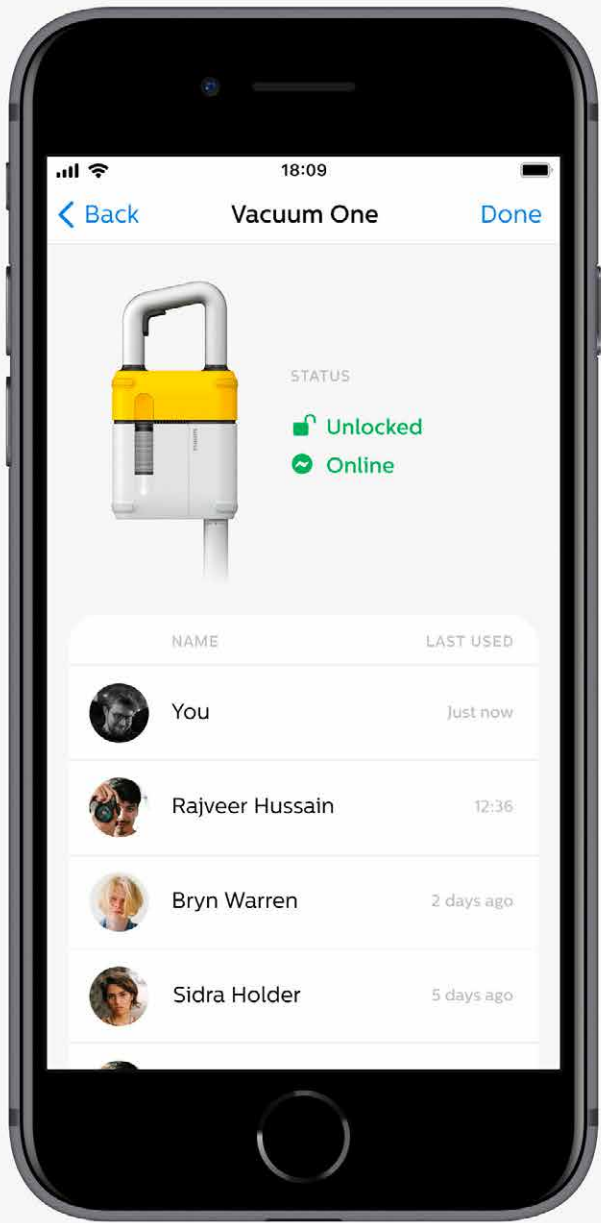 18:09
Back Vacuum One Done
STATUS
Unlocked
Online
NAME LAST USED
You Just now
Rajveer Hussain 12:36
Bryn Warren 2 days ago
Sidra Holder 5 days ago